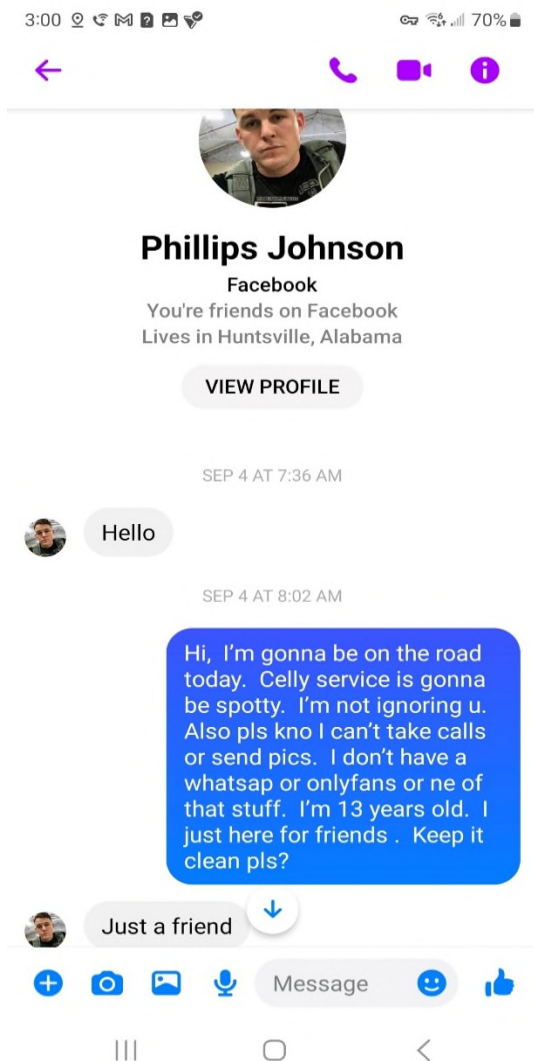 3:00
70%
Phillips Johnson
Facebook
You're friends on Facebook
Lives in Huntsville, Alabama
VIEW PROFILE
SEP 4 AT 7:36 AM
Hello
SEP 4 AT 8:02 AM
Hi, I'm gonna be on the road
today. Celly service is gonna
be spotty. I'm not ignoring u.
Also pls kno I can't take calls
or send pics. I don't have a
whatsap or onlyfans or ne of
that stuff. I'm 13 years old. I
just here for friends . Keep it
clean pls?
Just a friend
Message